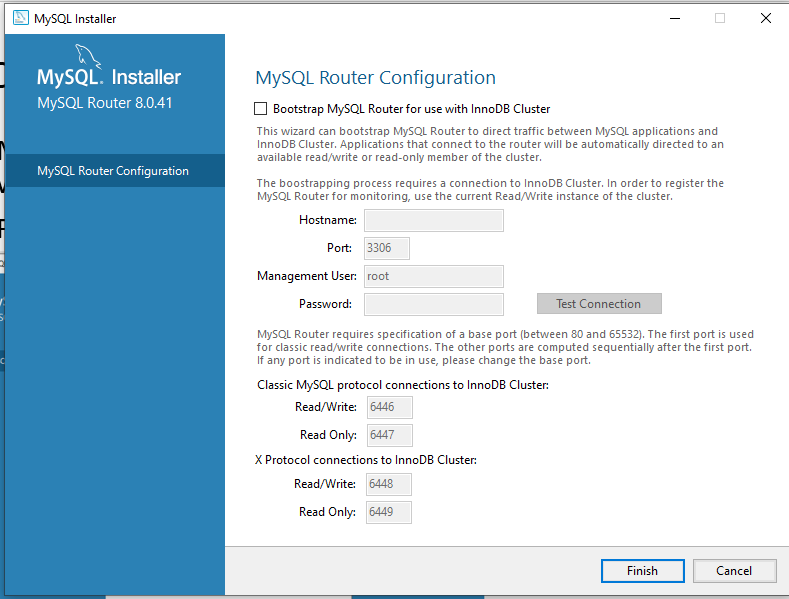 MySQL Installer
MySQL. Installer
MySQL Router 8.0.41
MySQL Router Configuration
MySQL Router Configuration
Bootstrap MySQL Router for use with InnoDB Cluster
This wizard can bootstrap MySQL Router to direct traffic between MySQL applications and
InnoDB Cluster. Applications that connect to the router will be automatically directed to an
available read/write or read-only member of the cluster.
The boostrapping process requires a connection to InnoDB Cluster. In order to register the
MySQL Router for monitoring, use the current Read/Write instance of the cluster.
Hostname:
Port: 3306
Management User: root
Password:
Test Connection
MySQL Router requires specification of a base port (between 80 and 65532). The first port is used
for classic read/write connections. The other ports are computed sequentially after the first port.
If any port is indicated to be in use, please change the base port.
Classic MySQL protocol connections to InnoDB Cluster:
Read/Write: 6446
Read Only: 6447
X Protocol connections to InnoDB Cluster:
Read/Write: 6448
Read Only: 6449
Finish Cancel